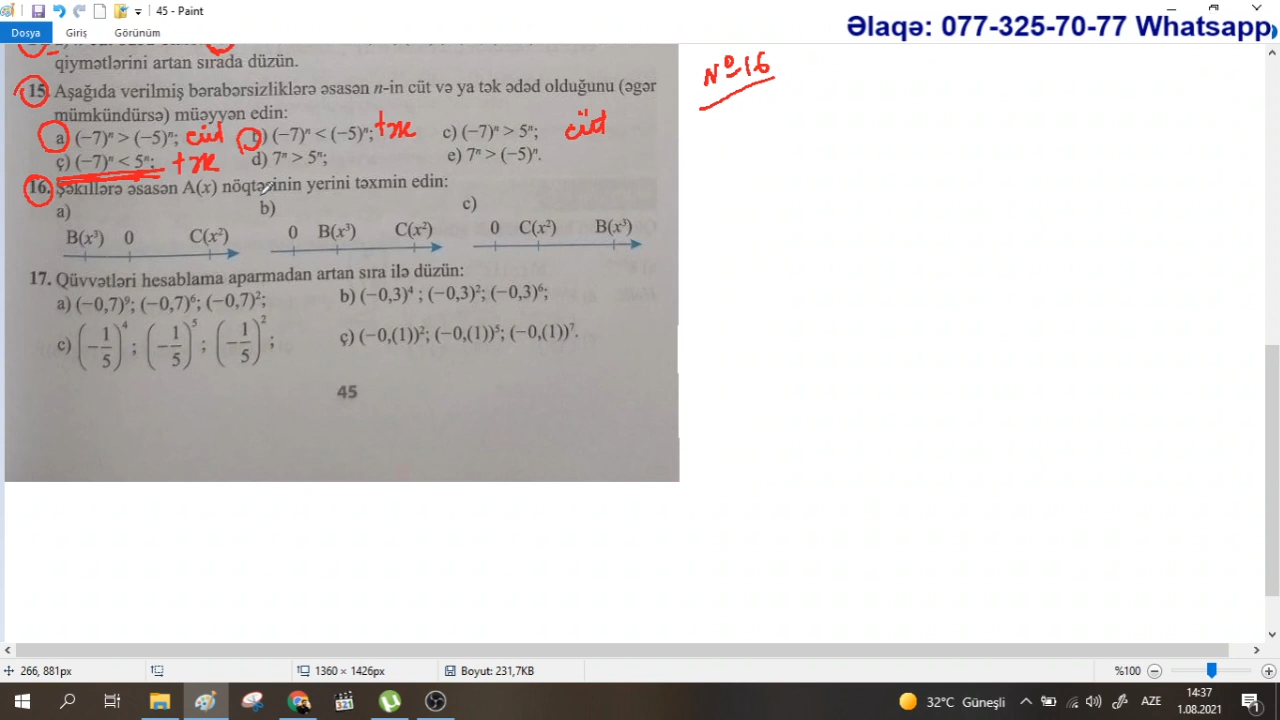 45 - Paint
Əlaqə: 077-325-70-77 Whatsapp
Dosya Giriş Görünüm
qiymətlərini artan sırada düzün.
15. Aşağıda verilmiş bərabərsizliklərə əsasən n-in cüt və ya tək ədəd olduğunu (əgər
mümkündürsə) müəyyən edin:
a) (−7)ⁿ > (−5)ⁿ; cüt b) (−7)ⁿ < (−5)ⁿ; tək c) (−7)ⁿ > 5ⁿ; cüt
ç) (−7)ⁿ < 5ⁿ; tək d) 7ⁿ > 5ⁿ; e) 7ⁿ > (−5)ⁿ.
16. Şəkillərə əsasən A(x) nöqtəsinin yerini təxmin edin:
a) b) c)
B(x³) 0 C(x²) 0 B(x³) C(x²) 0 C(x²) B(x³)
17. Qüvvətləri hesablama aparmadan artan sıra ilə düzün:
a) (−0,7)⁹; (−0,7)⁶; (−0,7)²; b) (−0,3)⁴ ; (−0,3)²; (−0,3)⁶;
c) (−1/5)⁴ ; (−1/5)⁵ ; (−1/5)² ; ç) (−0,(1))²; (−0,(1))⁵; (−0,(1))⁷.
45
№16
266, 881px 1360 × 1426px Boyut: 231,7KB %100
32°C Güneşli AZE 14:37
1.08.2021